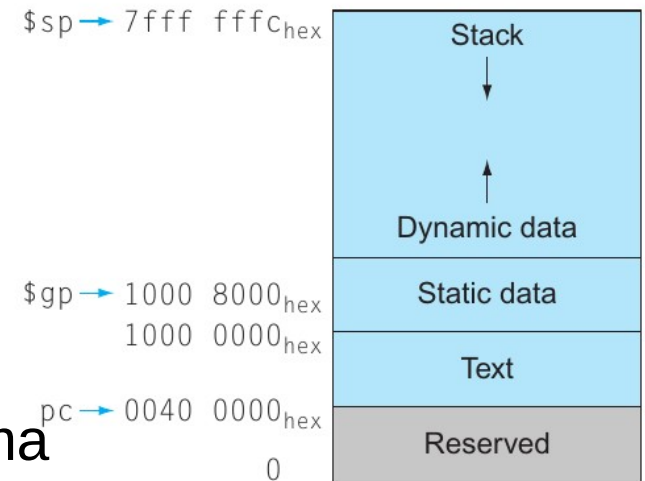 $sp → 7fff fffc hex
Stack
Dynamic data
$gp → 1000 8000 hex
Static data
1000 0000 hex
Text
pc → 0040 0000 hex
Reserved
0